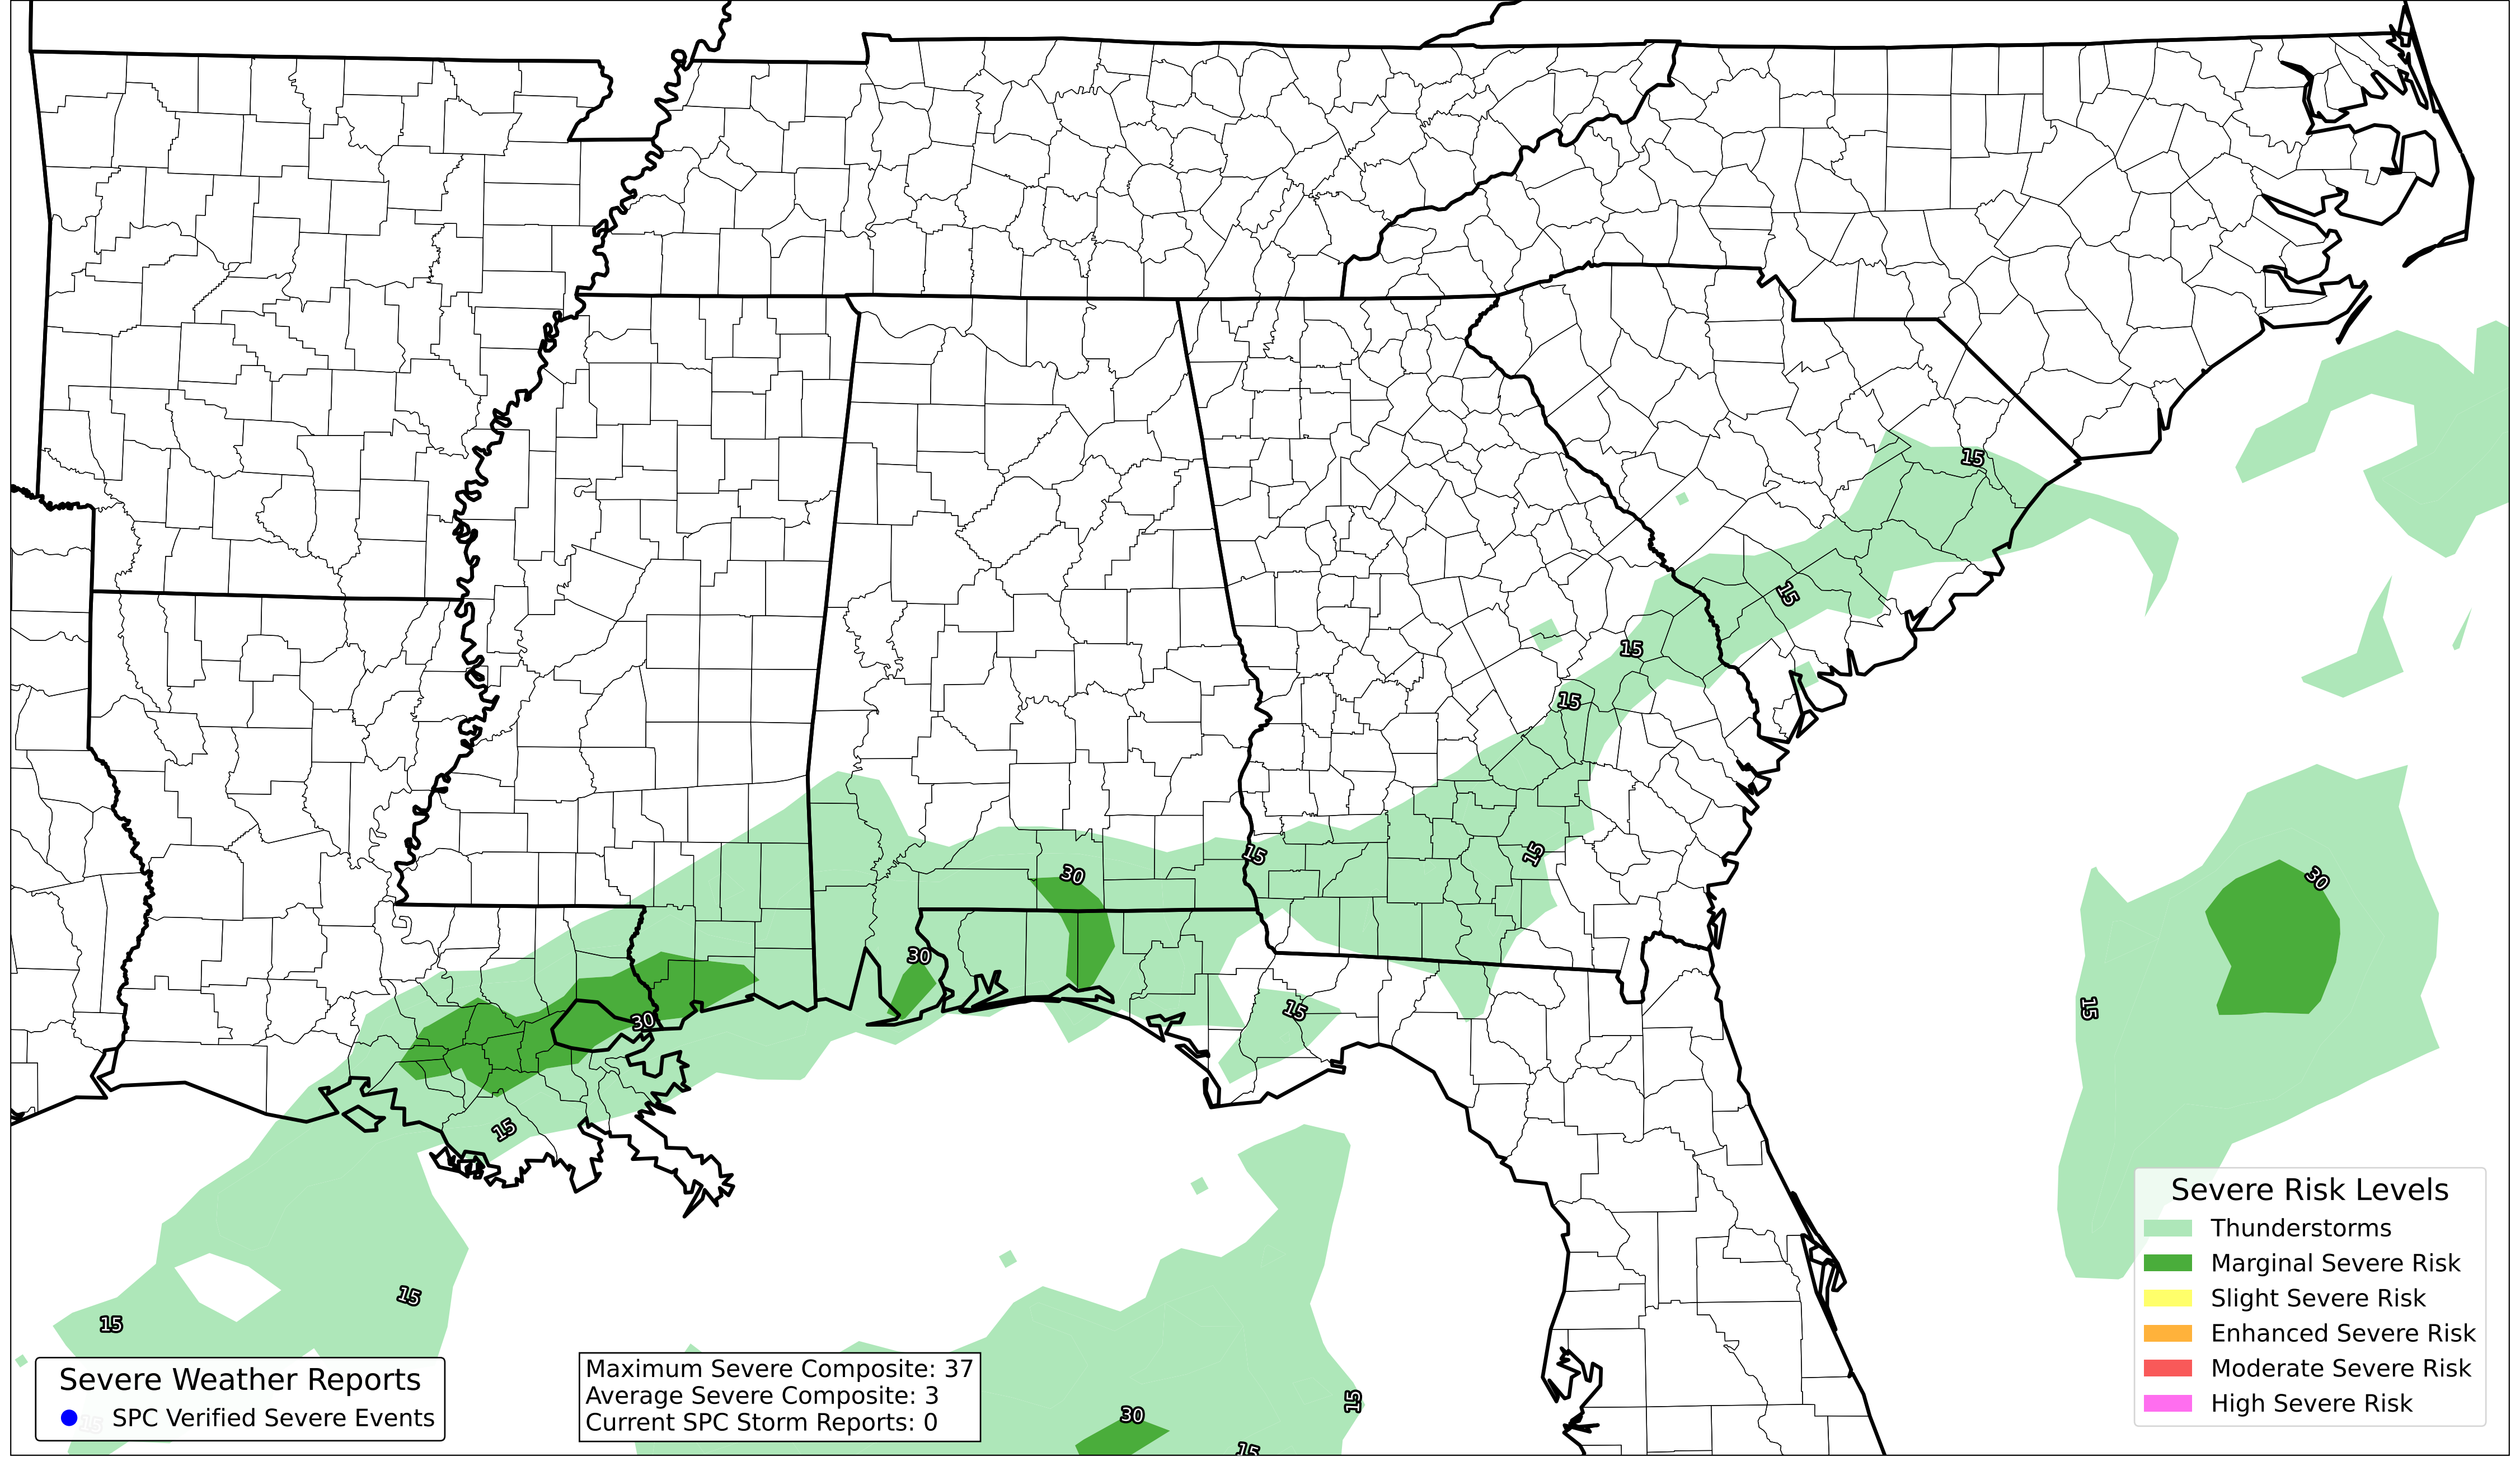 15
15
15
15
15
15
30
30
30
15
30
15
15
15
15
30
15
15
15
Severe Risk Levels
Thunderstorms
Marginal Severe Risk
Slight Severe Risk
Enhanced Severe Risk
Moderate Severe Risk
High Severe Risk
Severe Weather Reports
SPC Verified Severe Events
Maximum Severe Composite: 37
Average Severe Composite: 3
Current SPC Storm Reports: 0